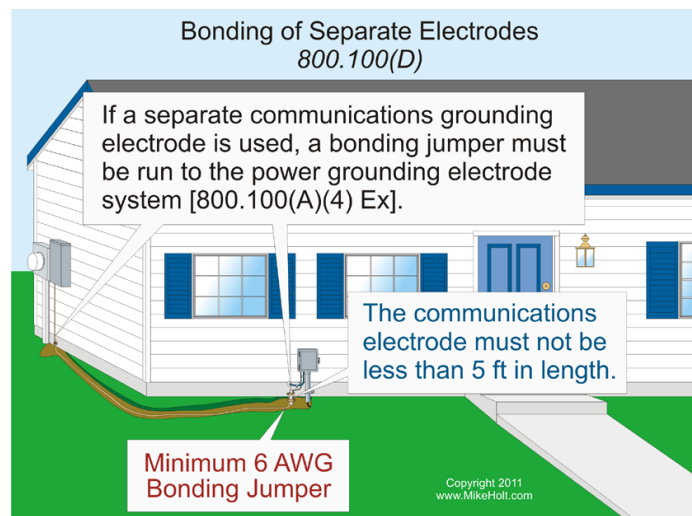 Bonding of Separate Electrodes
800.100(D)
If a separate communications grounding
electrode is used, a bonding jumper must
be run to the power grounding electrode
system [800.100(A)(4) Ex].
The communications
electrode must not be
less than 5 ft in length.
Minimum 6 AWG
Bonding Jumper
Copyright 2011
www.MikeHolt.com